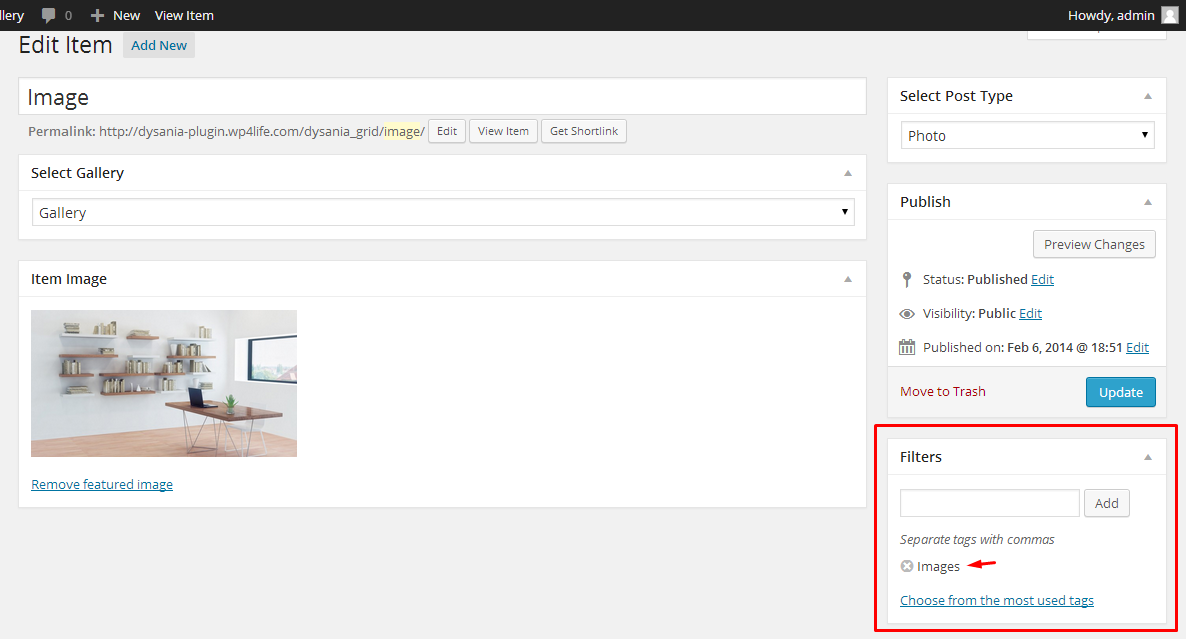 llery 0 New View Item Howdy, admin
Edit Item Add New
Image
Permalink: http://dysania-plugin.wp4life.com/dysania_grid/image/ Edit View Item Get Shortlink
Select Gallery
Gallery
Item Image
Remove featured image
Select Post Type
Photo
Publish
Preview Changes
Status: Published Edit
Visibility: Public Edit
Published on: Feb 6, 2014 @ 18:51 Edit
Move to Trash Update
Filters
Add
Separate tags with commas
Images
Choose from the most used tags